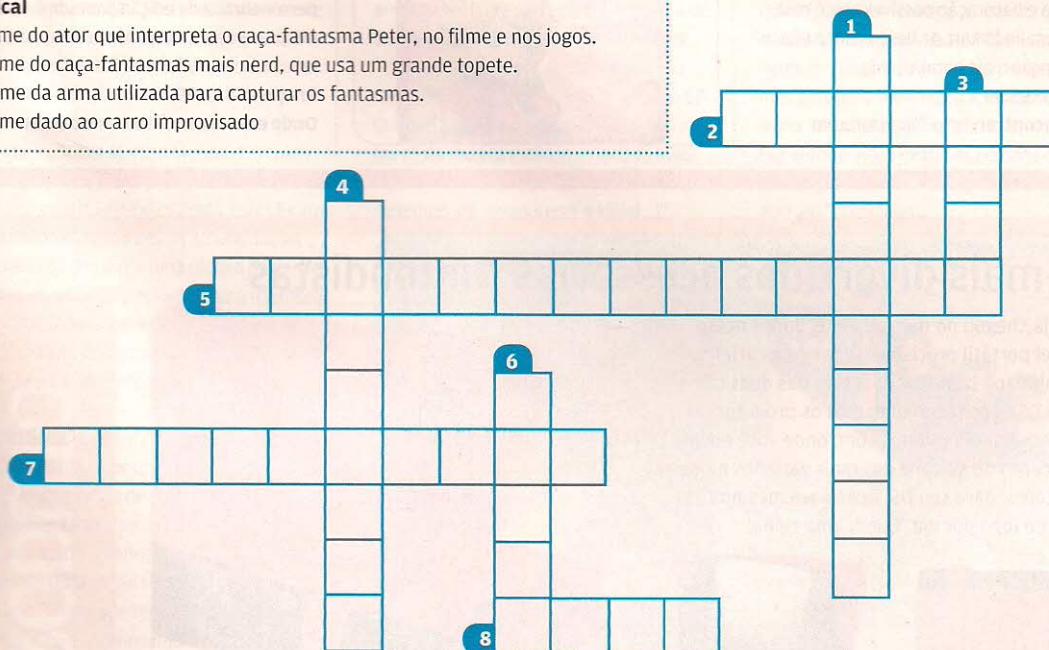 cal
me do ator que interpreta o caça-fantasma Peter, no filme e nos jogos.
me do caça-fantasmas mais nerd, que usa um grande topete.
me da arma utilizada para capturar os fantasmas.
me dado ao carro improvisado
1
3
2
4
5
6
7
8